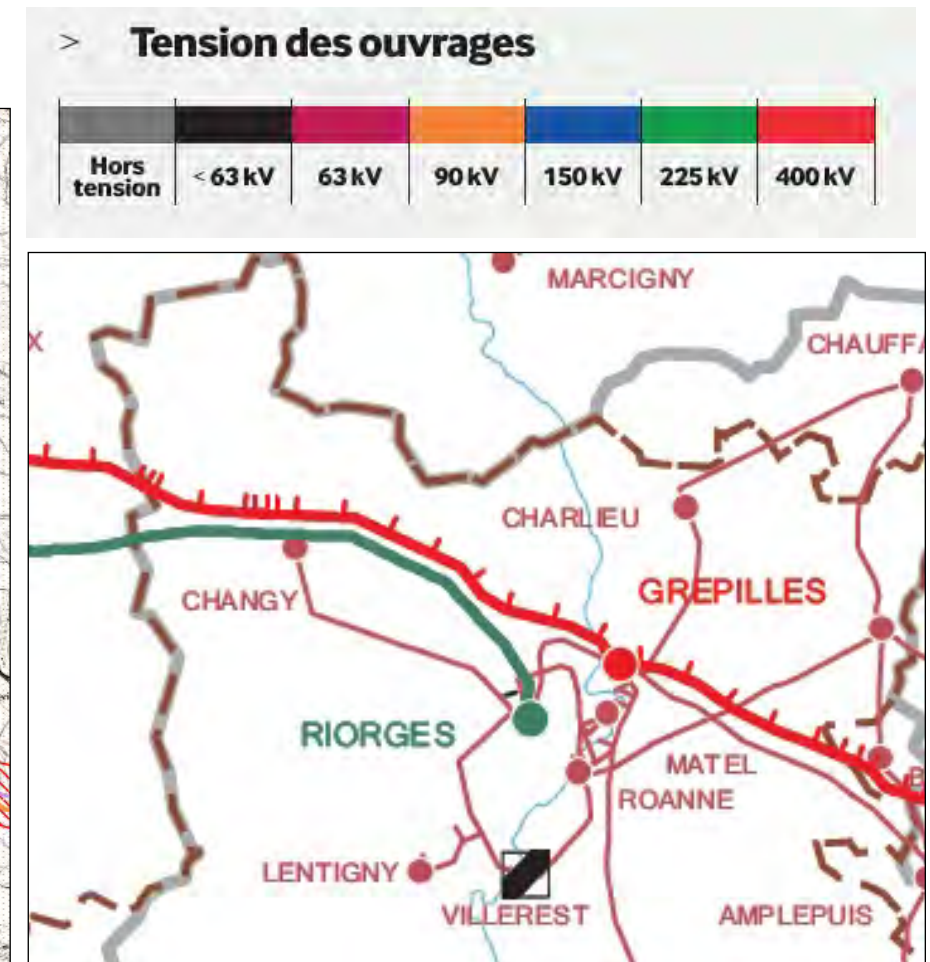 > Tension des ouvrages
Hors tension
< 63 kV
63 kV
90 kV
150 kV
225 kV
400 kV
MARCIGNY
X
CHAUFFA
CHARLIEU
GREPILLES
CHANGY
RIORGES
MATEL
ROANNE
LENTIGNY
VILLEREST
AMPLEPUIS
B